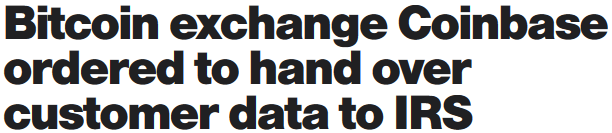 Bitcoin exchange Coinbase
ordered to hand over
customer data to IRS